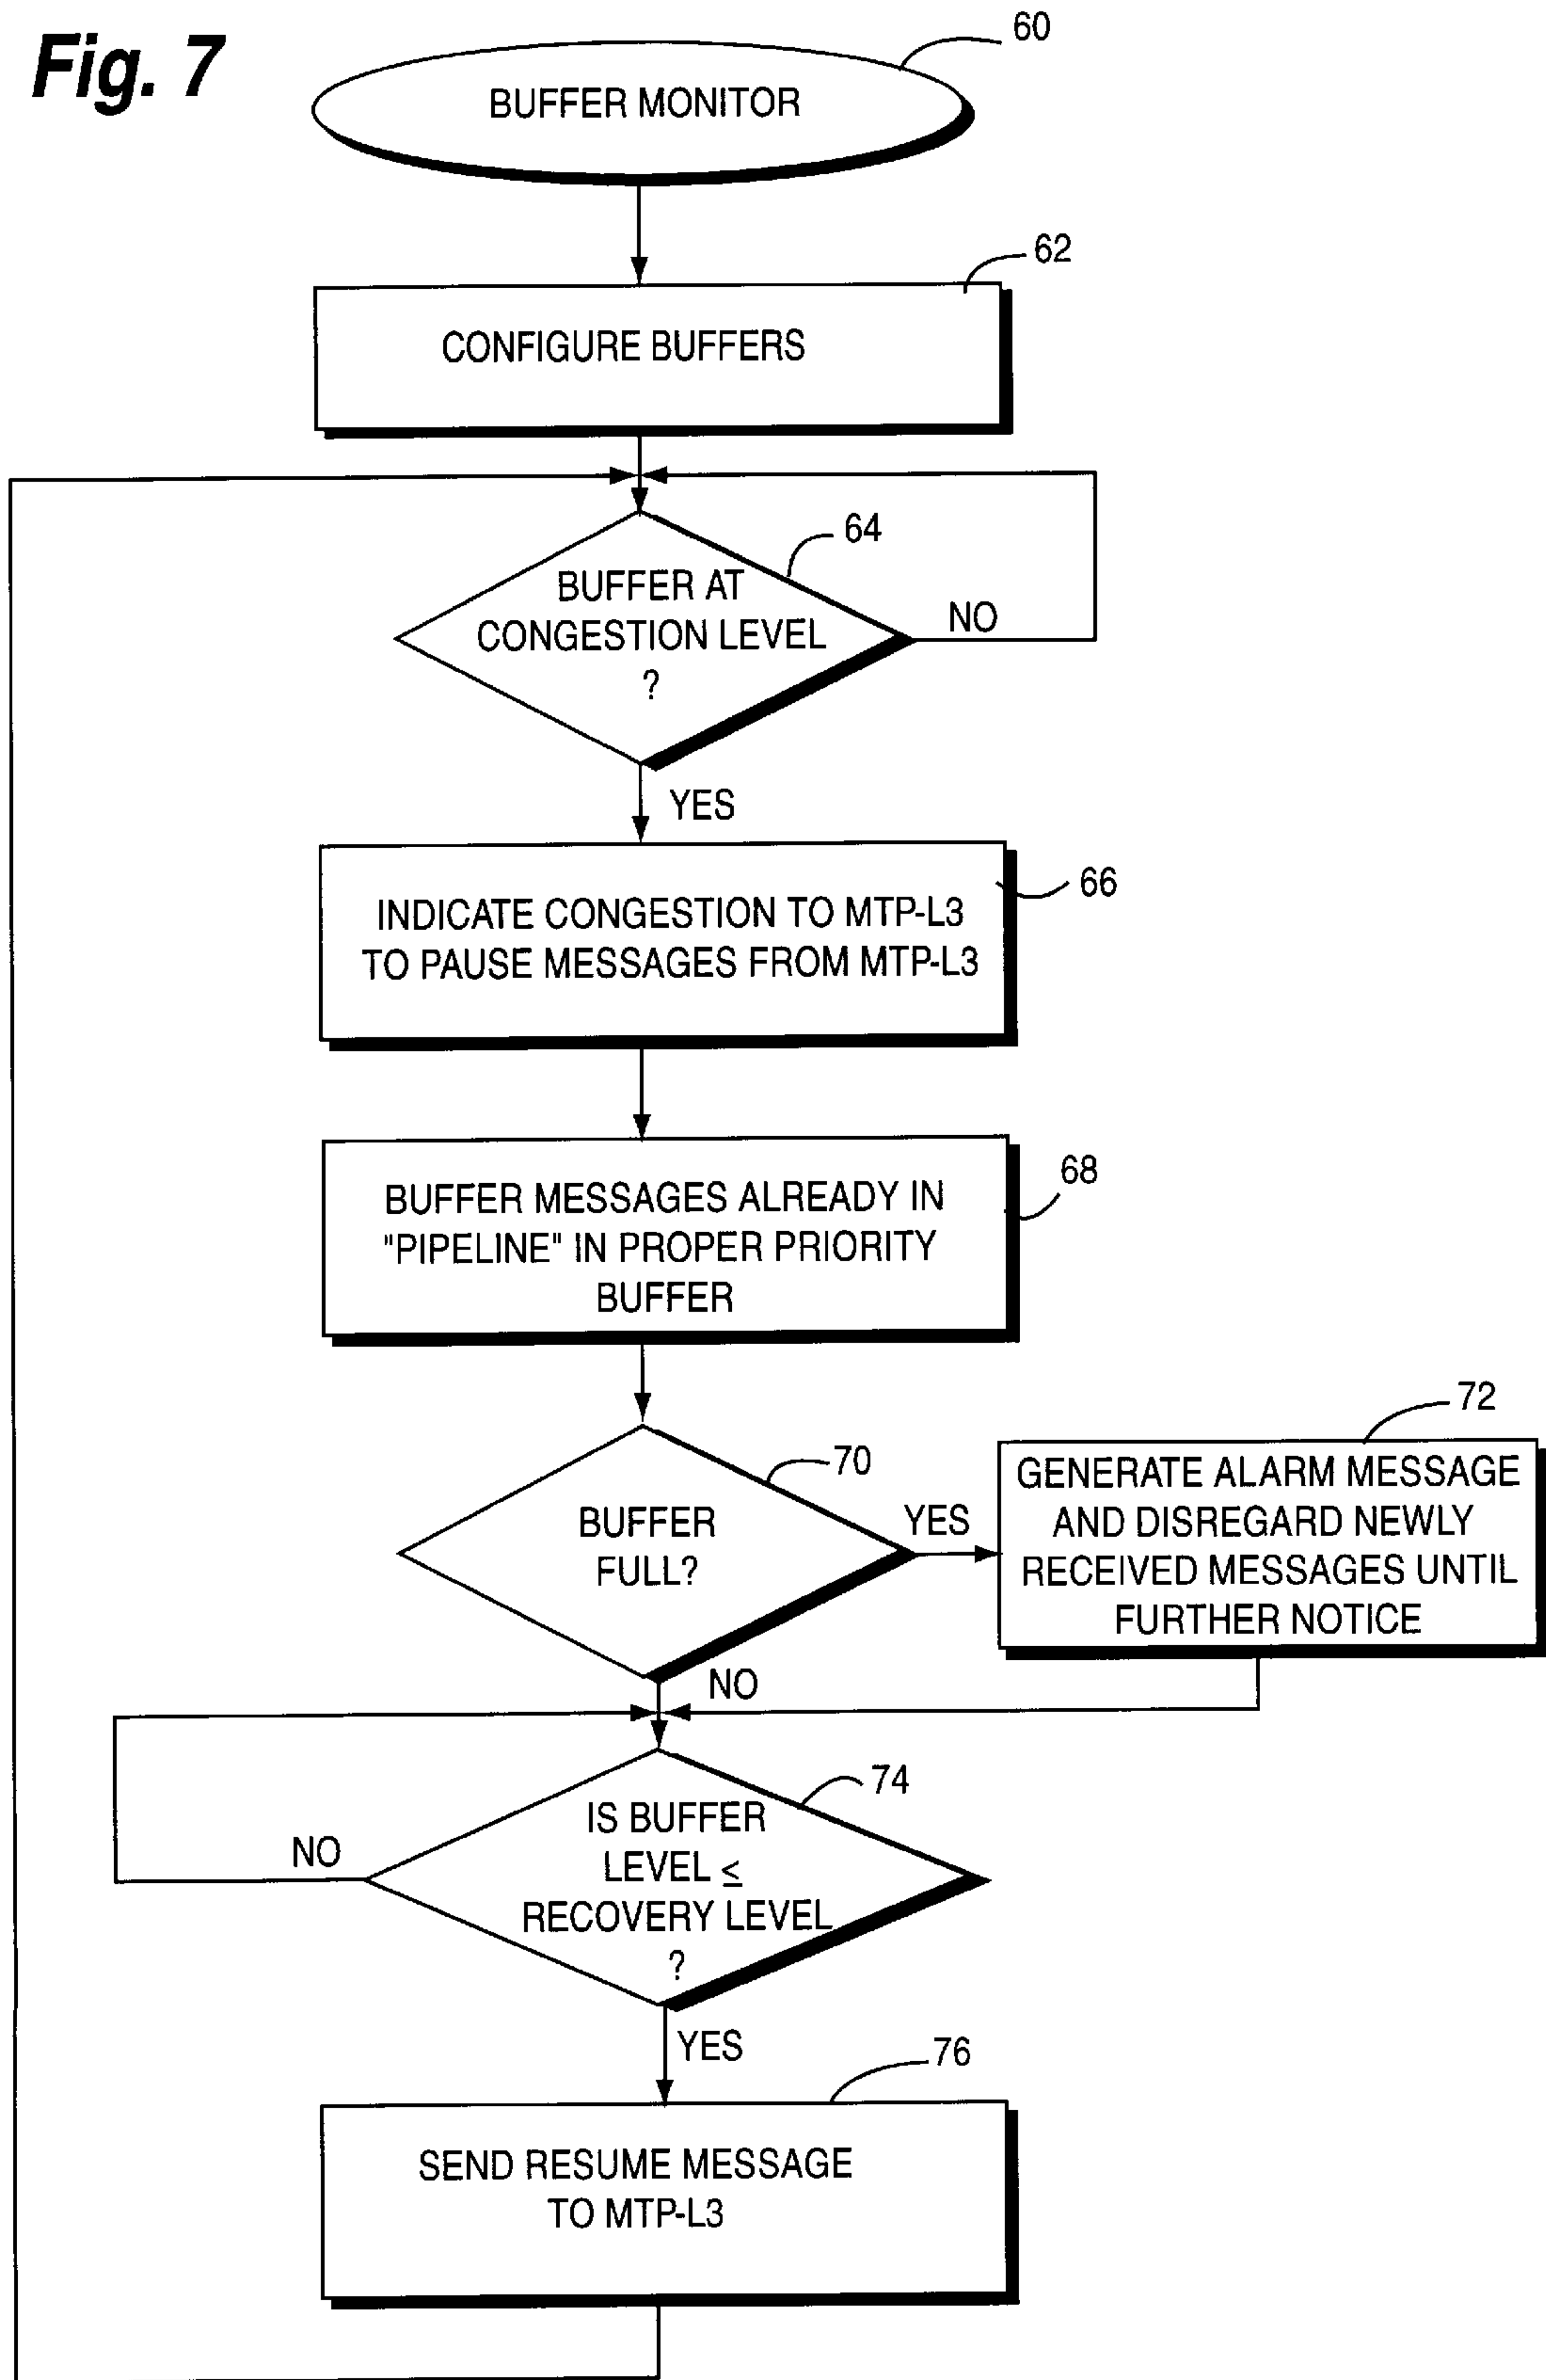 Fig. 7
60
BUFFER MONITOR
62
CONFIGURE BUFFERS
64
BUFFER AT
CONGESTION LEVEL
?
NO
YES
66
INDICATE CONGESTION TO MTP-L3
TO PAUSE MESSAGES FROM MTP-L3
68
BUFFER MESSAGES ALREADY IN
"PIPELINE" IN PROPER PRIORITY
BUFFER
70
BUFFER
FULL?
YES
72
GENERATE ALARM MESSAGE
AND DISREGARD NEWLY
RECEIVED MESSAGES UNTIL
FURTHER NOTICE
NO
74
IS BUFFER
LEVEL ≤
RECOVERY LEVEL
?
NO
YES
76
SEND RESUME MESSAGE
TO MTP-L3